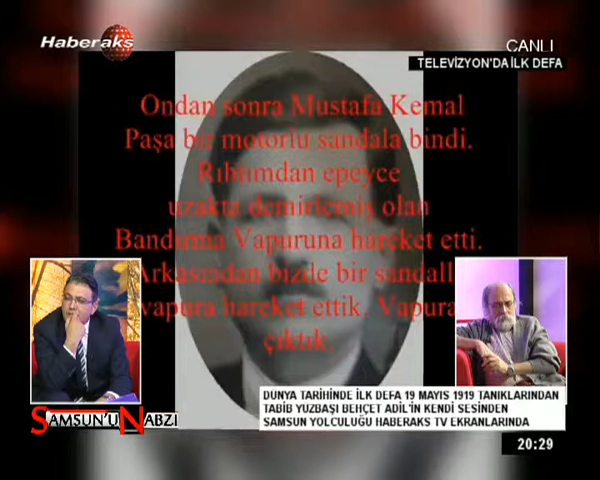 Haberaks
CANLI
TELEVİZYON'DA İLK DEFA
Ondan sonra Mustafa Kemal
Paşa bir motorlu sandala bindi.
Rıhtımdan epeyce
uzakta demirlemiş olan
Bandırma Vapuruna hareket etti.
Arkasından bizde bir sandalla
vapura hareket ettik. Vapura
çıktık.
DÜNYA TARİHİNDE İLK DEFA 19 MAYIS 1919 TANIKLARINDAN
TABİB YÜZBAŞI BEHÇET ADİL'İN KENDİ SESİNDEN
SAMSUN YOLCULUĞU HABERAKS TV EKRANLARINDA
SAMSUN'UN NABZI
20:29